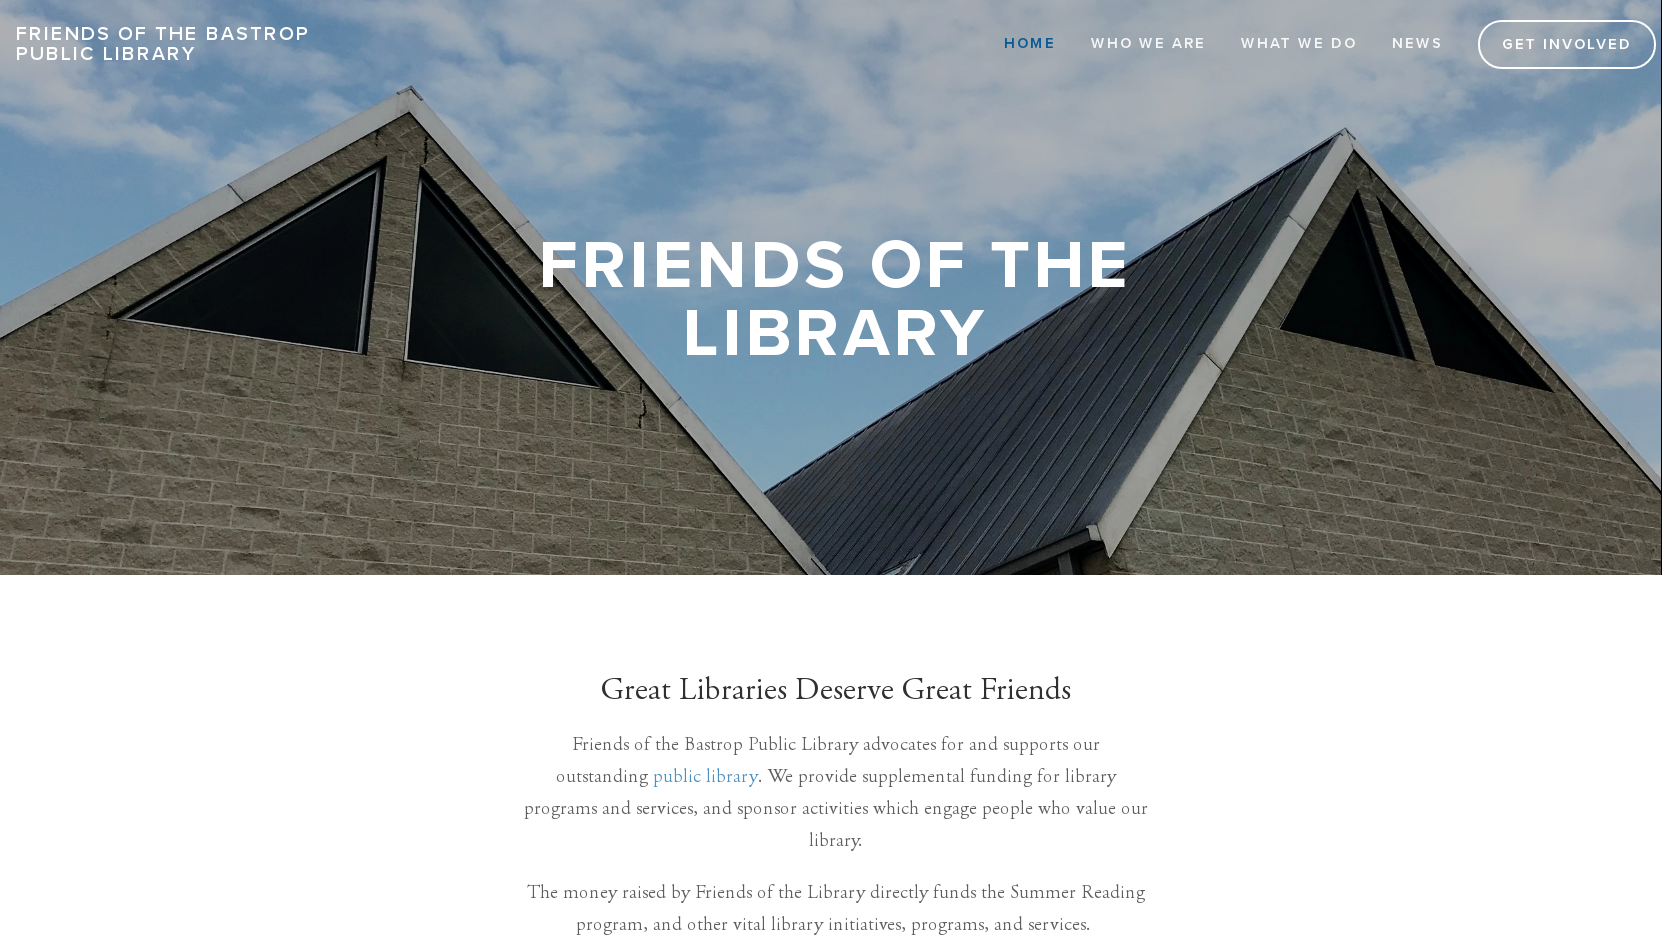 FRIENDS OF THE BASTROP
PUBLIC LIBRARY
HOME
WHO WE ARE
WHAT WE DO
NEWS
GET INVOLVED
FRIENDS OF THE
LIBRARY
Great Libraries Deserve Great Friends
Friends of the Bastrop Public Library advocates for and supports our
outstanding public library. We provide supplemental funding for library
programs and services, and sponsor activities which engage people who value our
library.
The money raised by Friends of the Library directly funds the Summer Reading
program, and other vital library initiatives, programs, and services.